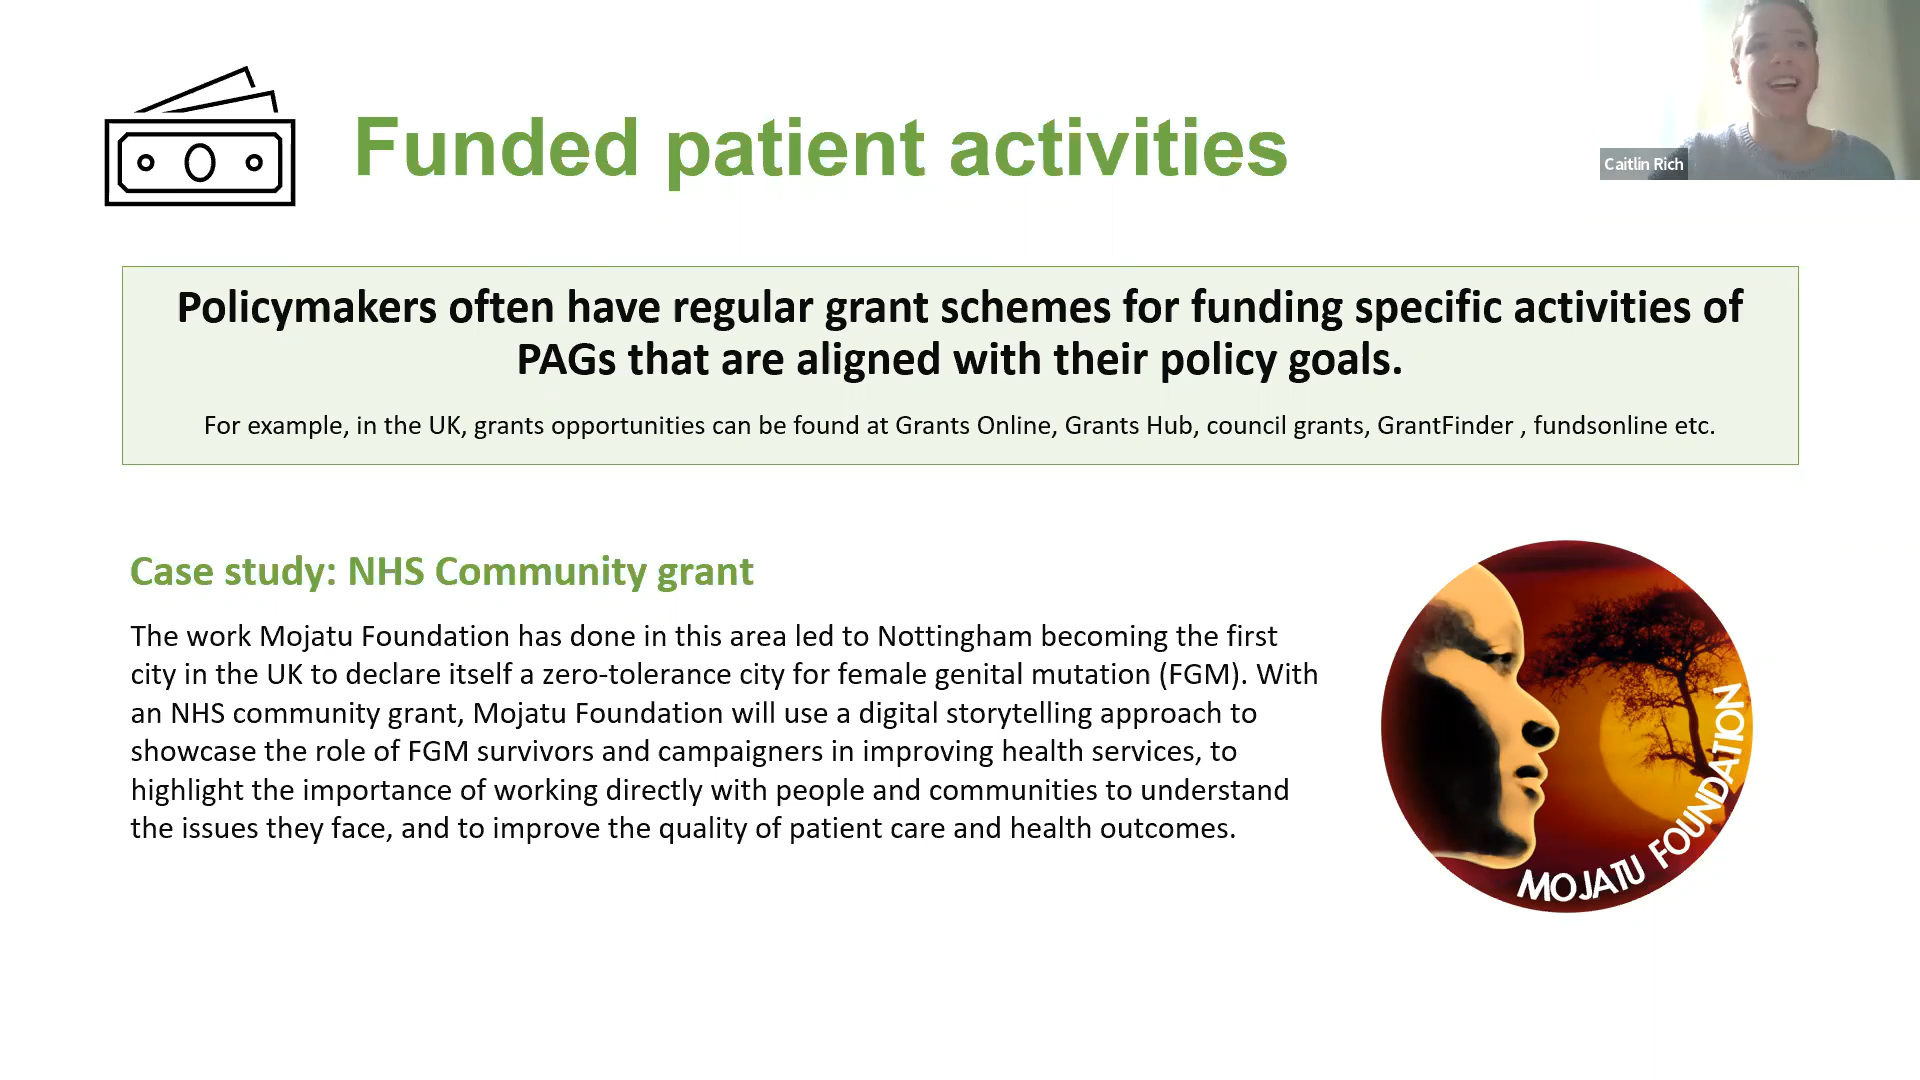 Funded patient activities
Caitlin Rich
Policymakers often have regular grant schemes for funding specific activities of
PAGs that are aligned with their policy goals.
For example, in the UK, grants opportunities can be found at Grants Online, Grants Hub, council grants, GrantFinder , fundsonline etc.
Case study: NHS Community grant
The work Mojatu Foundation has done in this area led to Nottingham becoming the first
city in the UK to declare itself a zero-tolerance city for female genital mutation (FGM). With
an NHS community grant, Mojatu Foundation will use a digital storytelling approach to
showcase the role of FGM survivors and campaigners in improving health services, to
highlight the importance of working directly with people and communities to understand
the issues they face, and to improve the quality of patient care and health outcomes.
MOJATU FOUNDATION